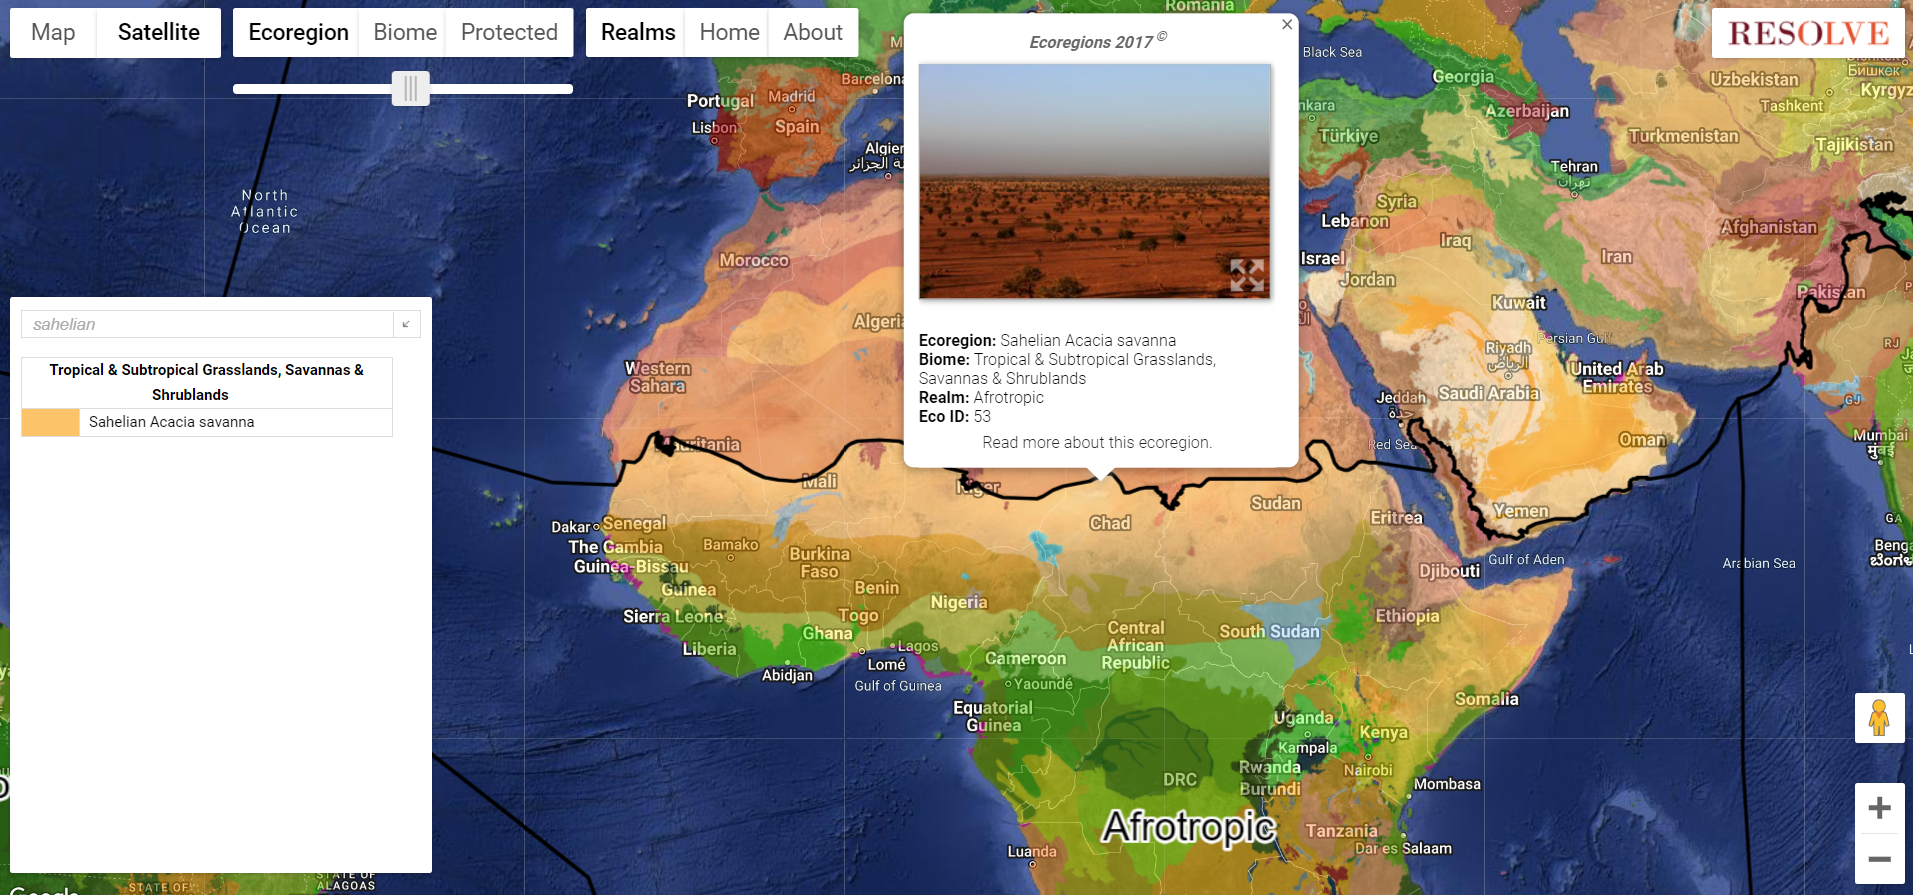 Map
Satellite
Ecoregion
Biome
Protected
Realms
Home
About
RESOLVE
Ecoregions 2017 ©
Ecoregion: Sahelian Acacia savanna
Biome: Tropical & Subtropical Grasslands,
Savannas & Shrublands
Realm: Afrotropic
Eco ID: 53
Read more about this ecoregion.
sahelian
Tropical & Subtropical Grasslands, Savannas &
Shrublands
Sahelian Acacia savanna
Romania
Black Sea
Georgia
Azerbaijan
Uzbekistan
Бишкек
Tashkent
Kyrgyz
Turkmenistan
Tajikistan
Türkiye
nkara
Barcelona
Portugal
Madrid
Lisbon
Spain
Algier
الجزائر
Tehran
تهران
Syria
Lebanon
Iraq
Iran
Afghanistan
Israel
Jordan
Kuwait
Pakistan
North
Atlantic
Ocean
Morocco
Algeria
Western
Sahara
Persian Gulf
Riyadh
الرياض
United Arab
Emirates
Saudi Arabia
Jeddah
جدة
Oman
Red Sea
RJ
GJ
Mumbai
मुंबई
Mauritania
Mali
Niger
Chad
Sudan
Eritrea
Yemen
Dakar
Senegal
The Gambia
Guinea-Bissau
Bamako
Burkina
Faso
Guinea
Benin
Nigeria
Sierra Leone
Togo
Ghana
Liberia
Lagos
Abidjan
Lomé
Gulf of Guinea
Cameroon
Yaoundé
Central
African
Republic
South Sudan
Ethiopia
Djibouti
Gulf of Aden
Arabian Sea
GA
Beng
Equatorial
Guinea
Somalia
Uganda
Kampala
Kenya
Rwanda
Burundi
Nairobi
Mombasa
DRC
Afrotropic
Tanzania
Dar es Salaam
Luanda
STATE OF
ALAGOAS
STATE OF
Google